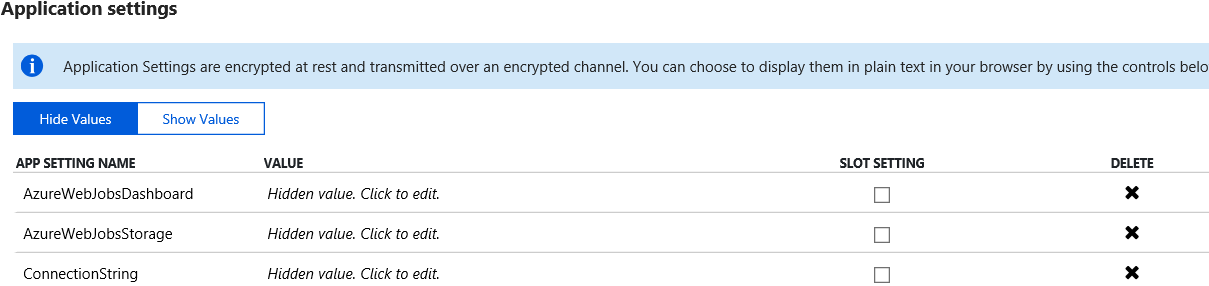 Application settings
Application Settings are encrypted at rest and transmitted over an encrypted channel. You can choose to display them in plain text in your browser by using the controls belo
Hide Values Show Values
APP SETTING NAME VALUE SLOT SETTING DELETE
AzureWebJobsDashboard Hidden value. Click to edit.
AzureWebJobsStorage Hidden value. Click to edit.
ConnectionString Hidden value. Click to edit.